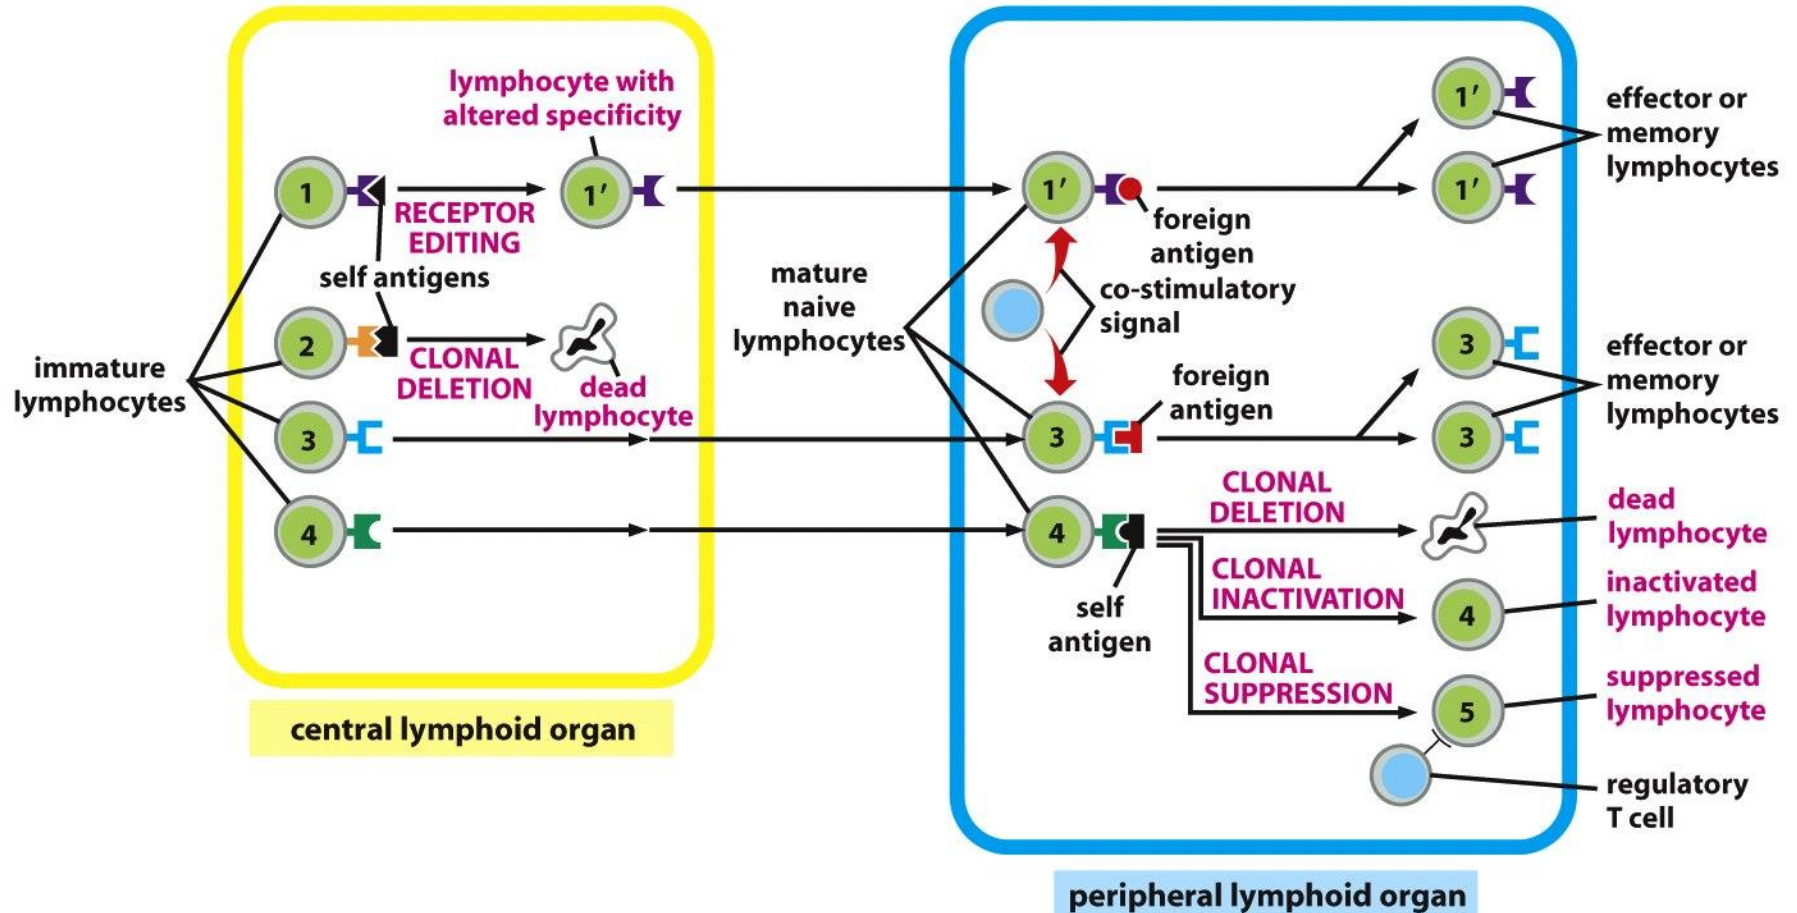 lymphocyte with
altered specificity
1
1′
RECEPTOR
EDITING
self antigens
2
CLONAL
DELETION
dead
lymphocyte
immature
lymphocytes
3
4
central lymphoid organ
mature
naive
lymphocytes
1′
foreign
antigen
co-stimulatory
signal
1′
1′
effector or
memory
lymphocytes
foreign
antigen
3
3
3
effector or
memory
lymphocytes
4
self
antigen
CLONAL
DELETION
dead
lymphocyte
CLONAL
INACTIVATION
4
inactivated
lymphocyte
CLONAL
SUPPRESSION
5
suppressed
lymphocyte
regulatory
T cell
peripheral lymphoid organ